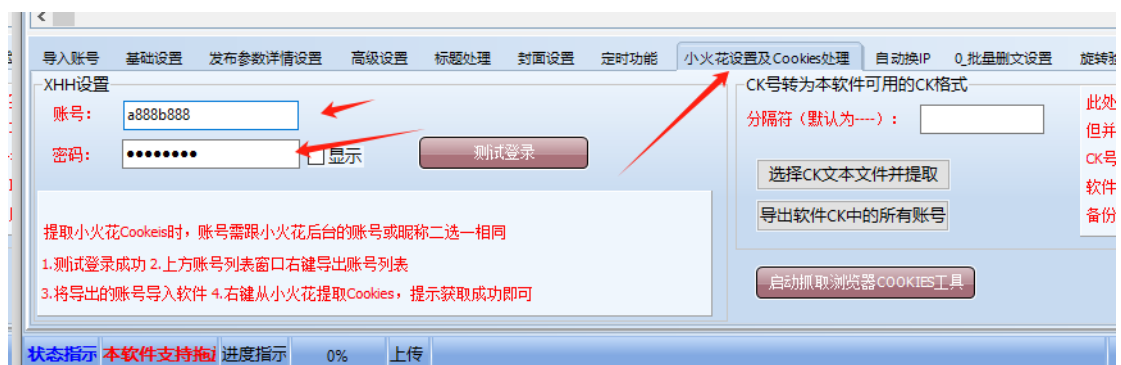 导入账号 基础设置 发布参数详情设置 高级设置 标题处理 封面设置 定时功能 小火花设置及Cookies处理 自动换IP 0_批量删文设置 旋转验
XHH设置
账号： a888b888
密码： ●●●●●●●● 显示 测试登录
提取小火花Cookeis时，账号需跟小火花后台的账号或昵称二选一相同
1.测试登录成功 2.上方账号列表窗口右键导出账号列表
3.将导出的账号导入软件 4.右键从小火花提取Cookies，提示获取成功即可
CK号转为本软件可用的CK格式
分隔符（默认为----）：
选择CK文本文件并提取
导出软件CK中的所有账号
启动抓取浏览器COOKIES工具
此处
但并
CK号
软件
备份
状态指示 本软件支持拖 进度指示 0% 上传